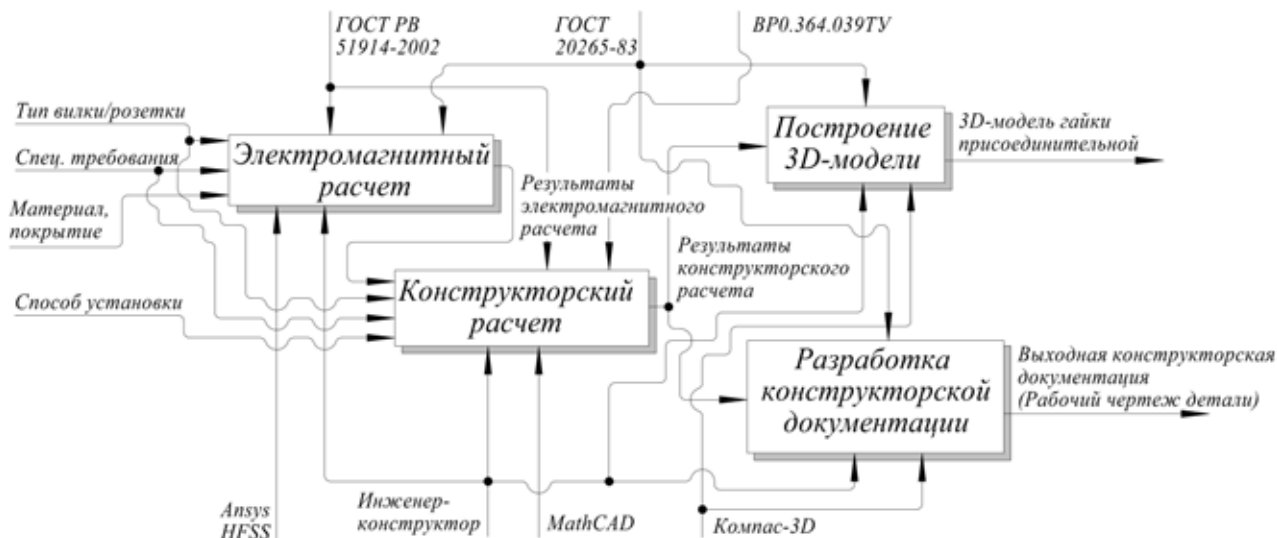 ГОСТ РВ
51914-2002
ГОСТ
20265-83
ВР0.364.039ТУ
Тип вилки/розетки
Спец. требования
Материал,
покрытие
Способ установки
Электромагнитный
расчет
Результаты
электромагнитного
расчета
Конструкторский
расчет
Результаты
конструкторского
расчета
Построение
3D-модели
3D-модель гайки
присоединительной
Разработка
конструкторской
документации
Выходная конструкторская
документация
(Рабочий чертеж детали)
Ansys
HFSS
Инженер-
конструктор
MathCAD
Компас-3D